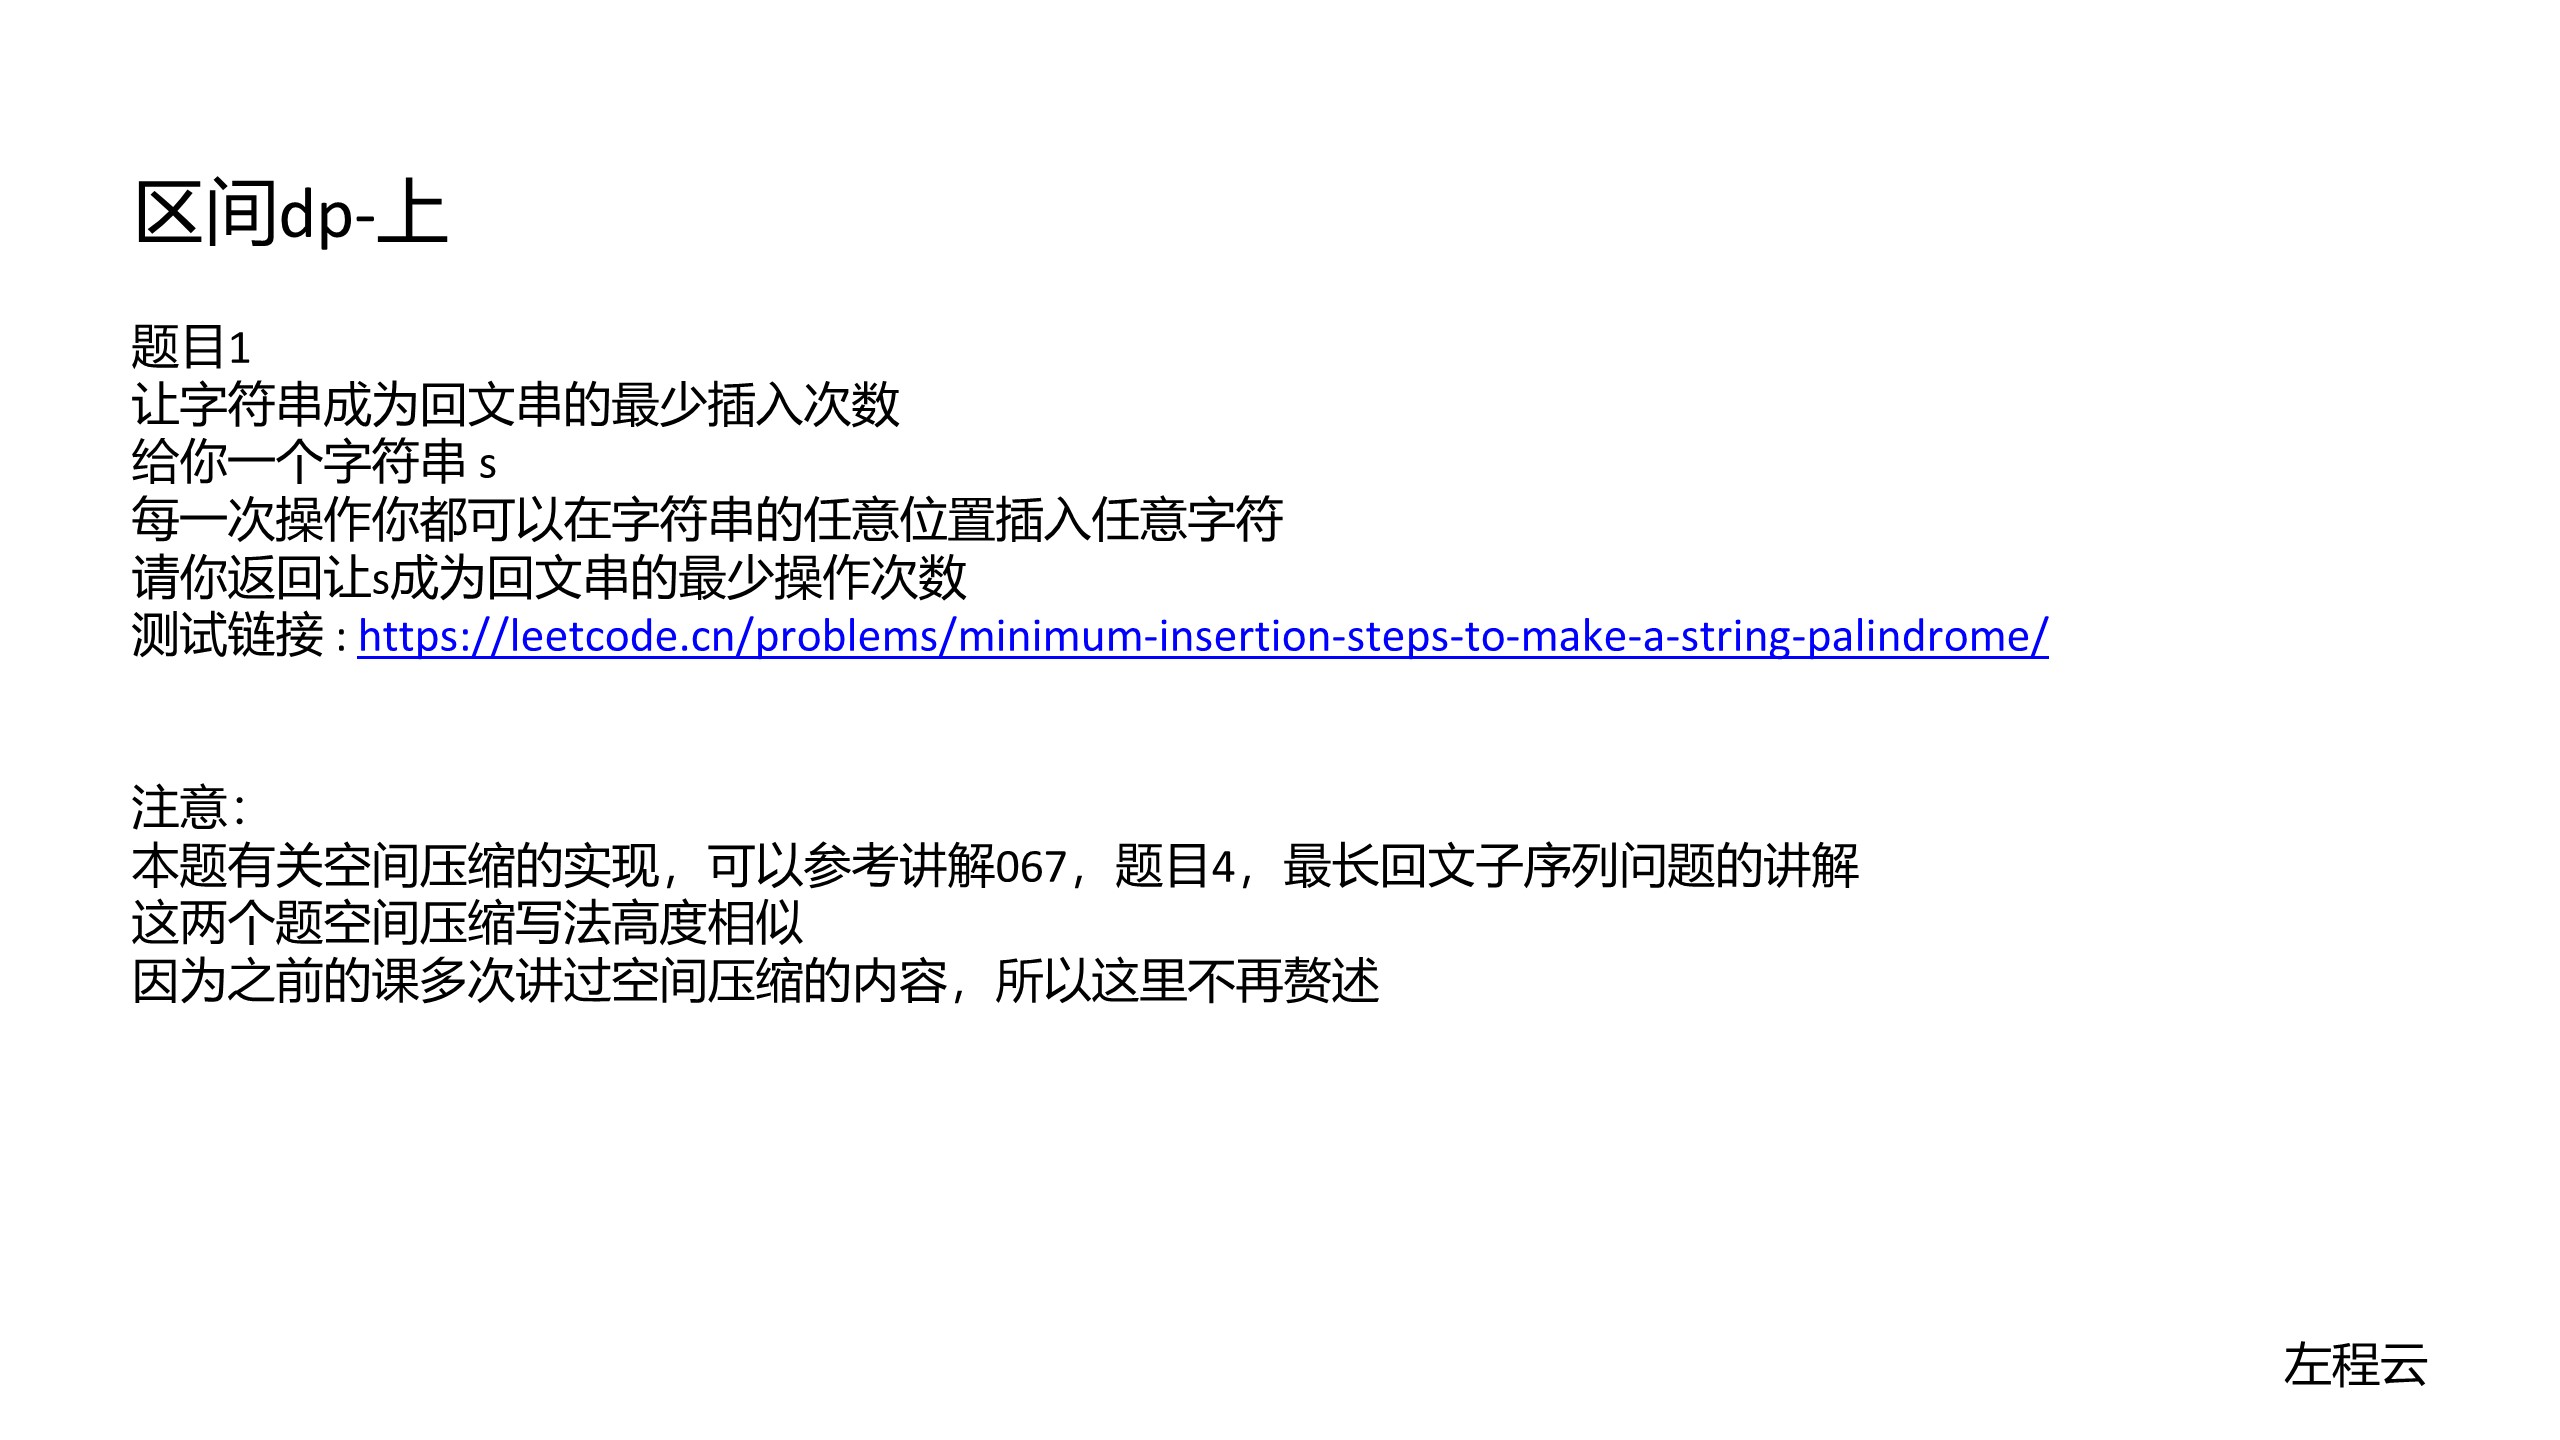 区间dp-上
题目1
让字符串成为回文串的最少插入次数
给你一个字符串 s
每一次操作你都可以在字符串的任意位置插入任意字符
请你返回让s成为回文串的最少操作次数
测试链接 : https://leetcode.cn/problems/minimum-insertion-steps-to-make-a-string-palindrome/
注意：
本题有关空间压缩的实现，可以参考讲解067，题目4，最长回文子序列问题的讲解
这两个题空间压缩写法高度相似
因为之前的课多次讲过空间压缩的内容，所以这里不再赘述
左程云